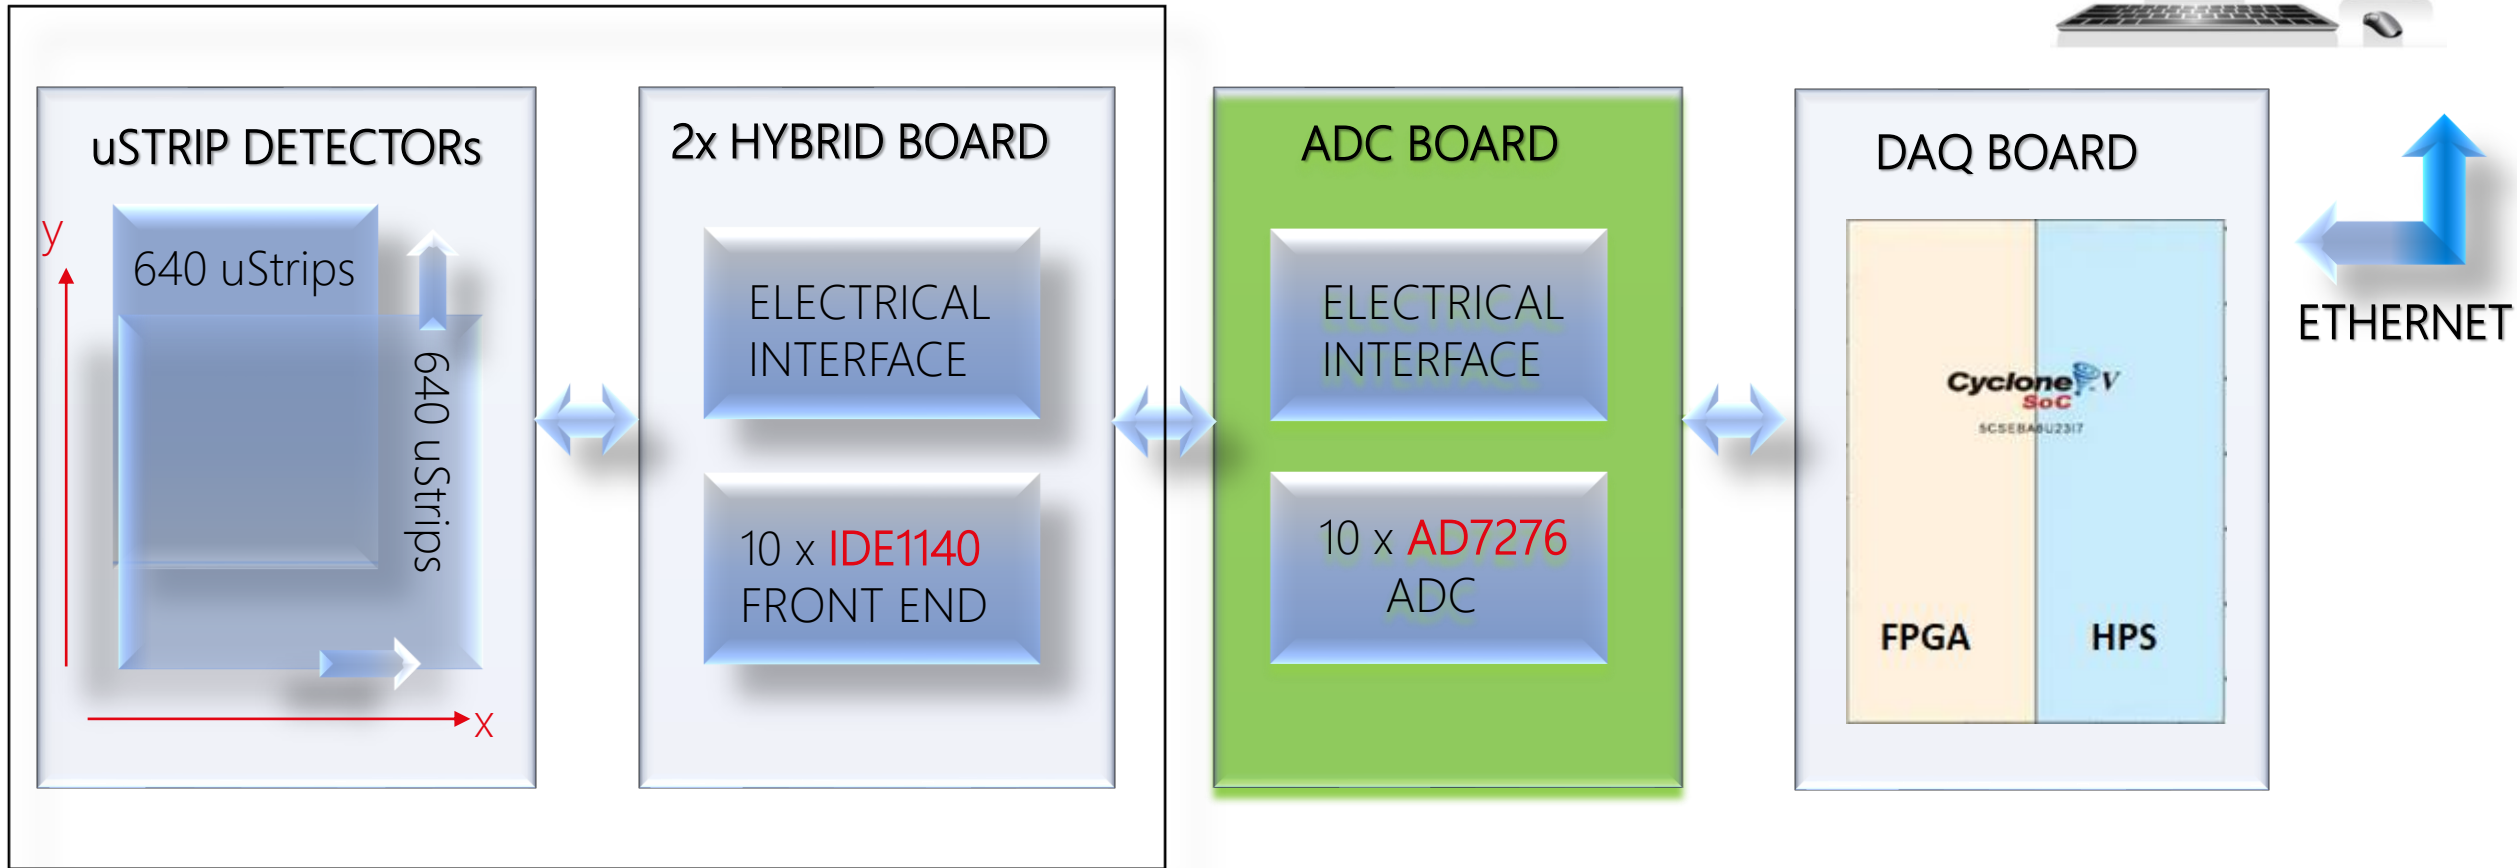 uSTRIP DETECTORs
y
640 uStrips
640 uStrips
x
2x HYBRID BOARD
ELECTRICAL
INTERFACE
10 x IDE1140
FRONT END
ADC BOARD
ELECTRICAL
INTERFACE
10 x AD7276
ADC
DAQ BOARD
Cyclone V
SoC
5CSEBA6U23I7
FPGA
HPS
ETHERNET